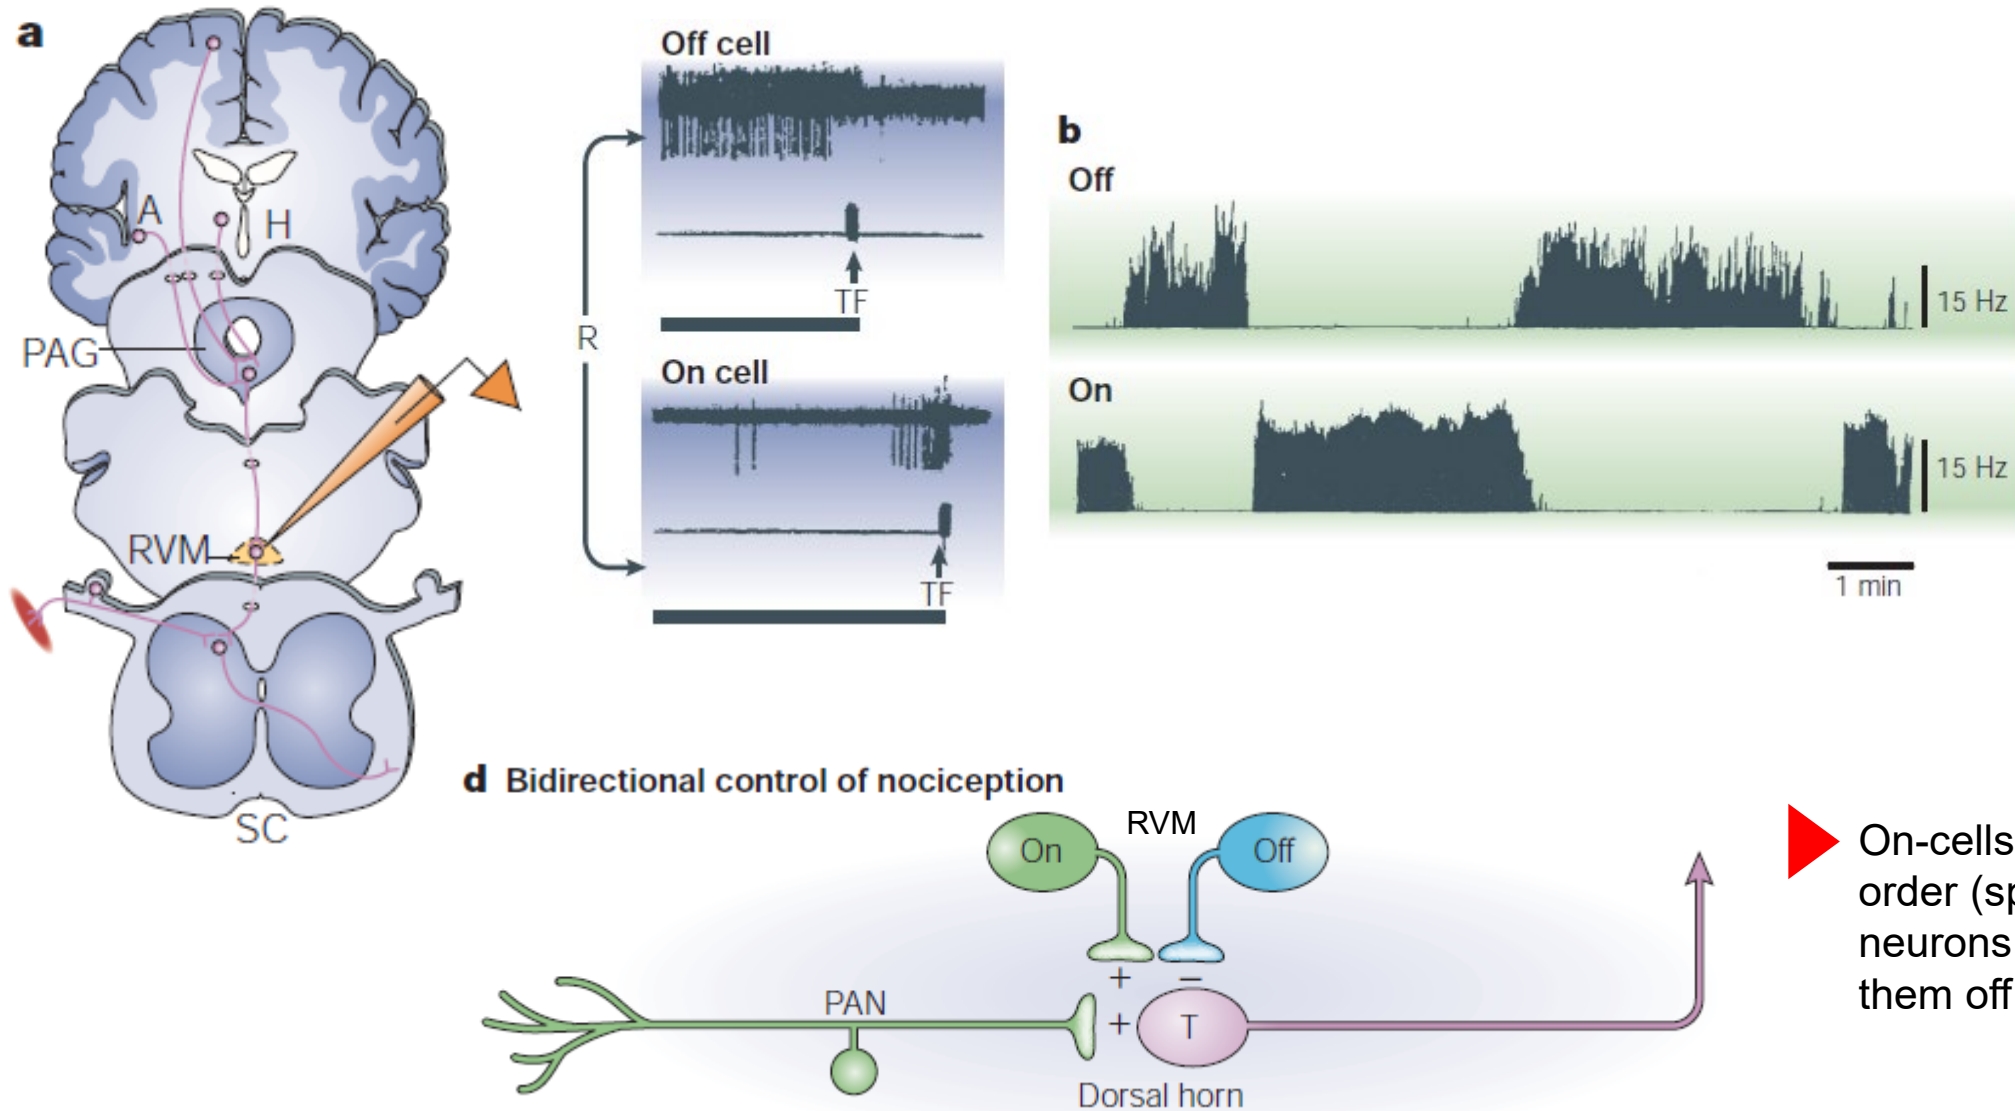 a
A
H
PAG
RVM
SC
R
Off cell
TF
On cell
TF
b
Off
15 Hz
On
15 Hz
1 min
d Bidirectional control of nociception
On
RVM
Off
+
−
PAN
+
T
Dorsal horn
On-cells
order (sp
neurons
them off